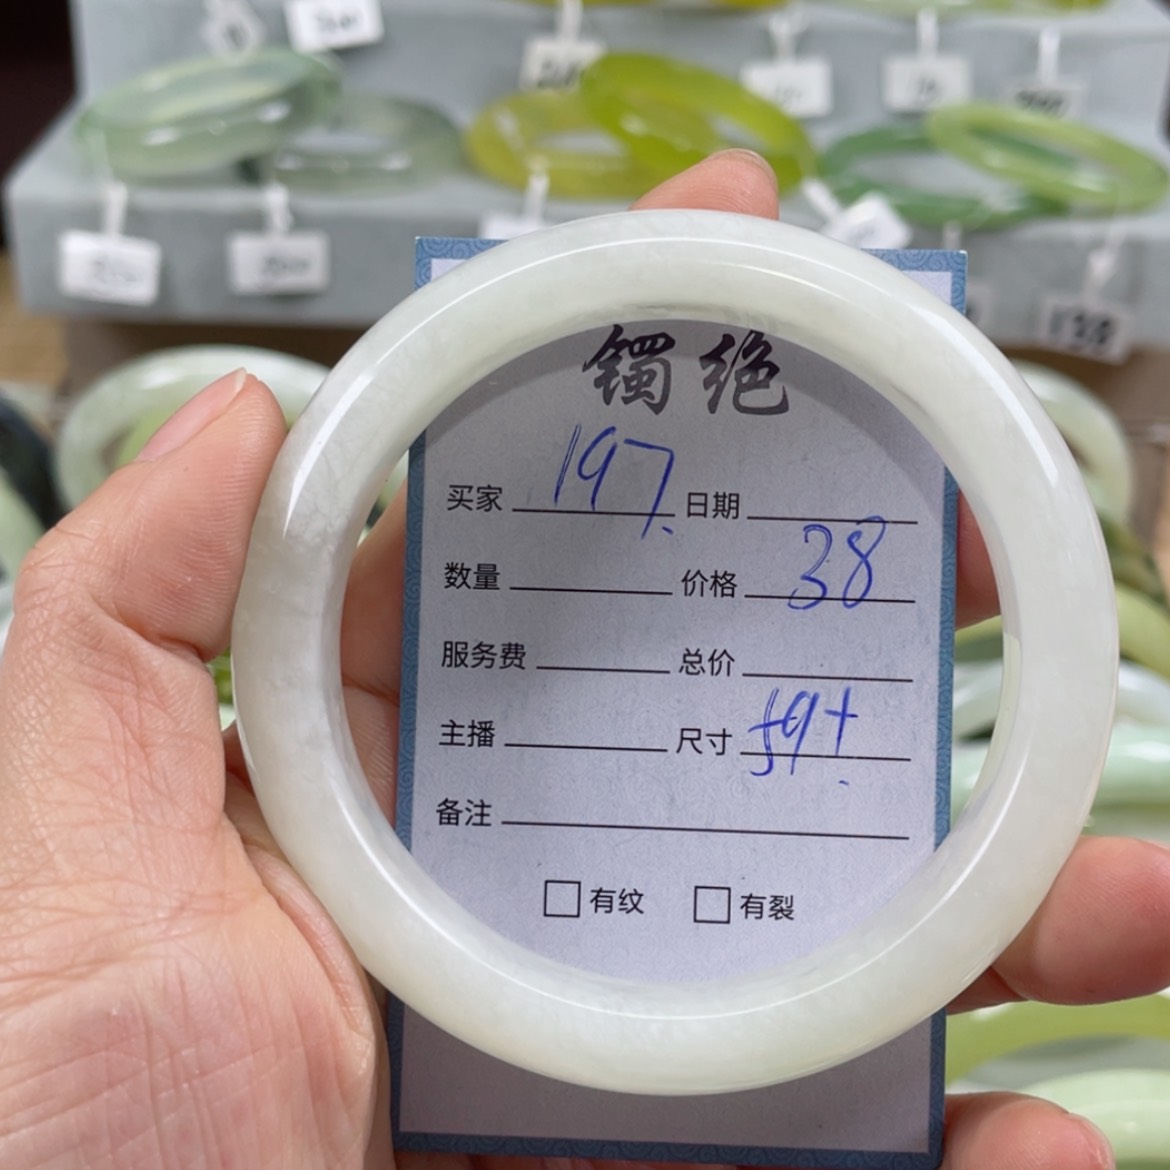 镯绝
买家 197. 日期
数量 价格 38
服务费 总价
主播 尺寸 59+.
备注
有纹 有裂